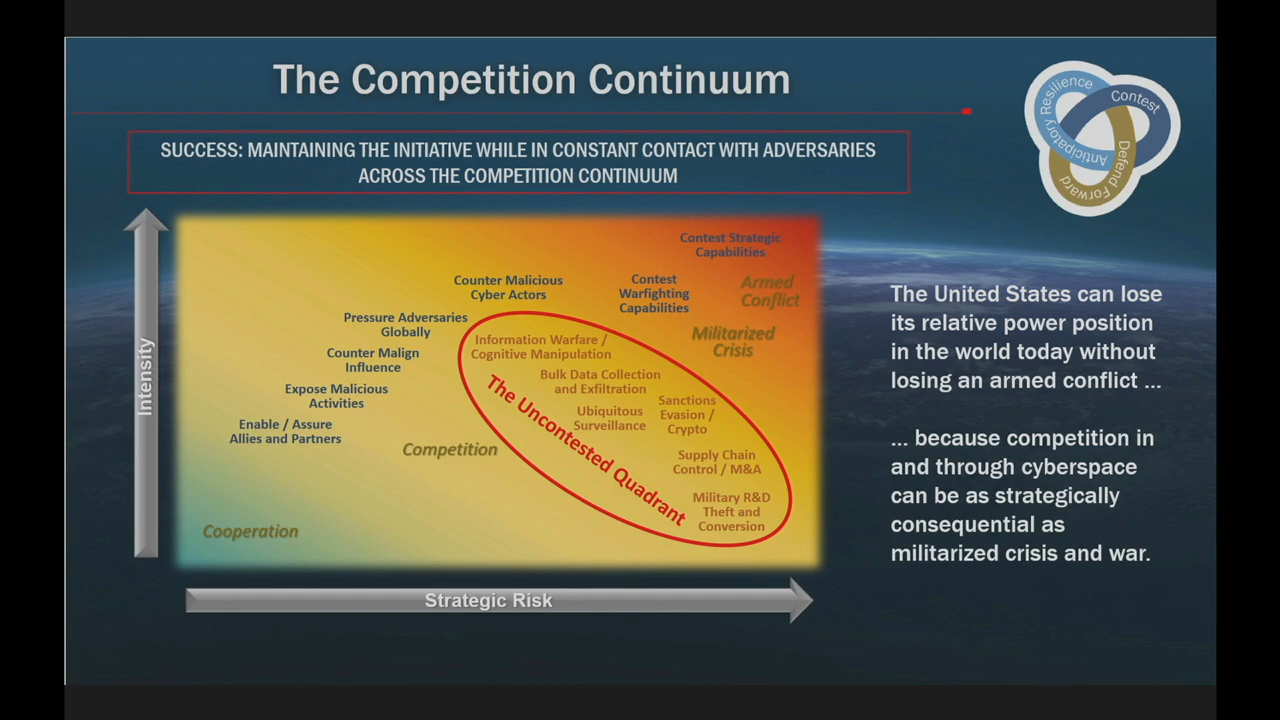 The Competition Continuum
SUCCESS: MAINTAINING THE INITIATIVE WHILE IN CONSTANT CONTACT WITH ADVERSARIES
ACROSS THE COMPETITION CONTINUUM
Anticipatory Resilience
Contest
Defend Forward
Intensity
Contest Strategic
Capabilities
Counter Malicious
Cyber Actors
Contest
Warfighting
Capabilities
Armed
Conflict
Pressure Adversaries
Globally
Militarized
Crisis
Counter Malign
Influence
Expose Malicious
Activities
Enable / Assure
Allies and Partners
Information Warfare /
Cognitive Manipulation
Bulk Data Collection
and Exfiltration
Ubiquitous
Surveillance
Sanctions
Evasion /
Crypto
Supply Chain
Control / M&A
Military R&D
Theft and
Conversion
The Uncontested Quadrant
Competition
Cooperation
Strategic Risk
The United States can lose
its relative power position
in the world today without
losing an armed conflict ...
... because competition in
and through cyberspace
can be as strategically
consequential as
militarized crisis and war.